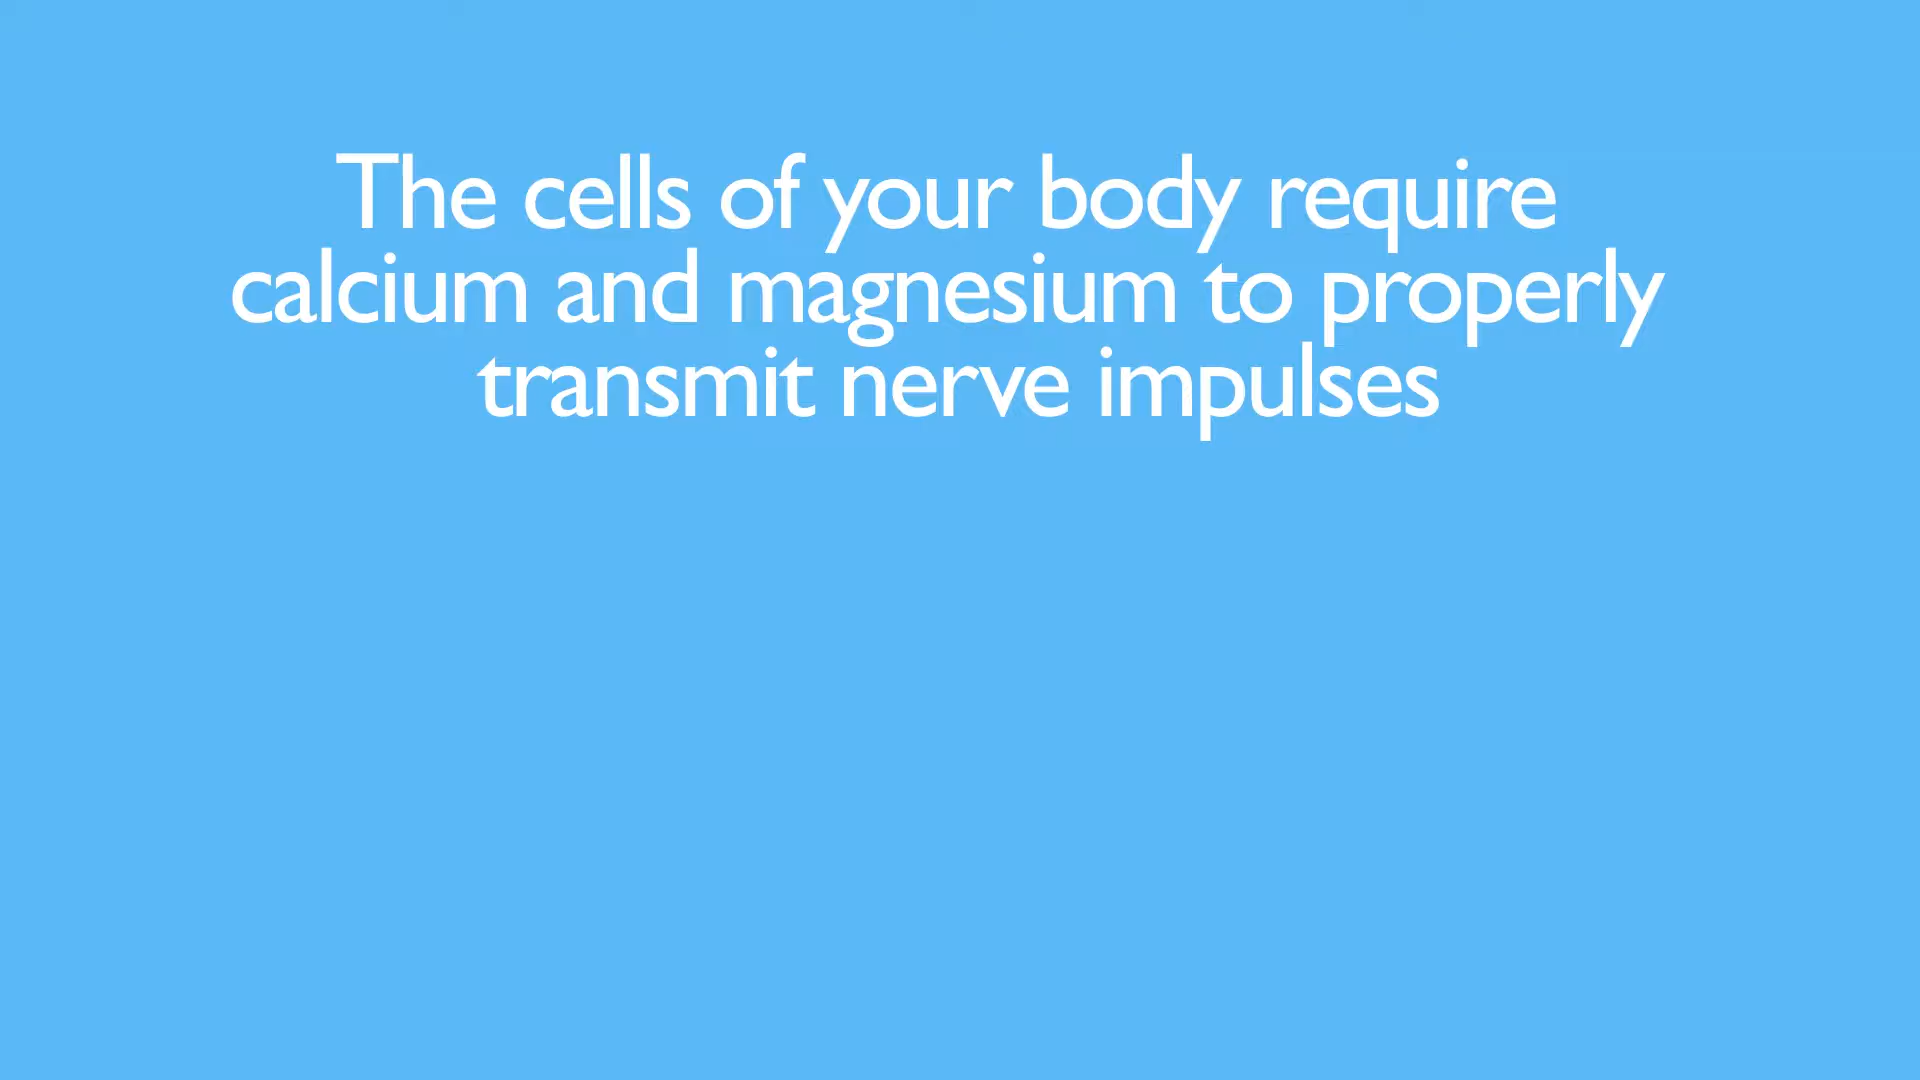 The cells of your body require
calcium and magnesium to properly
transmit nerve impulses